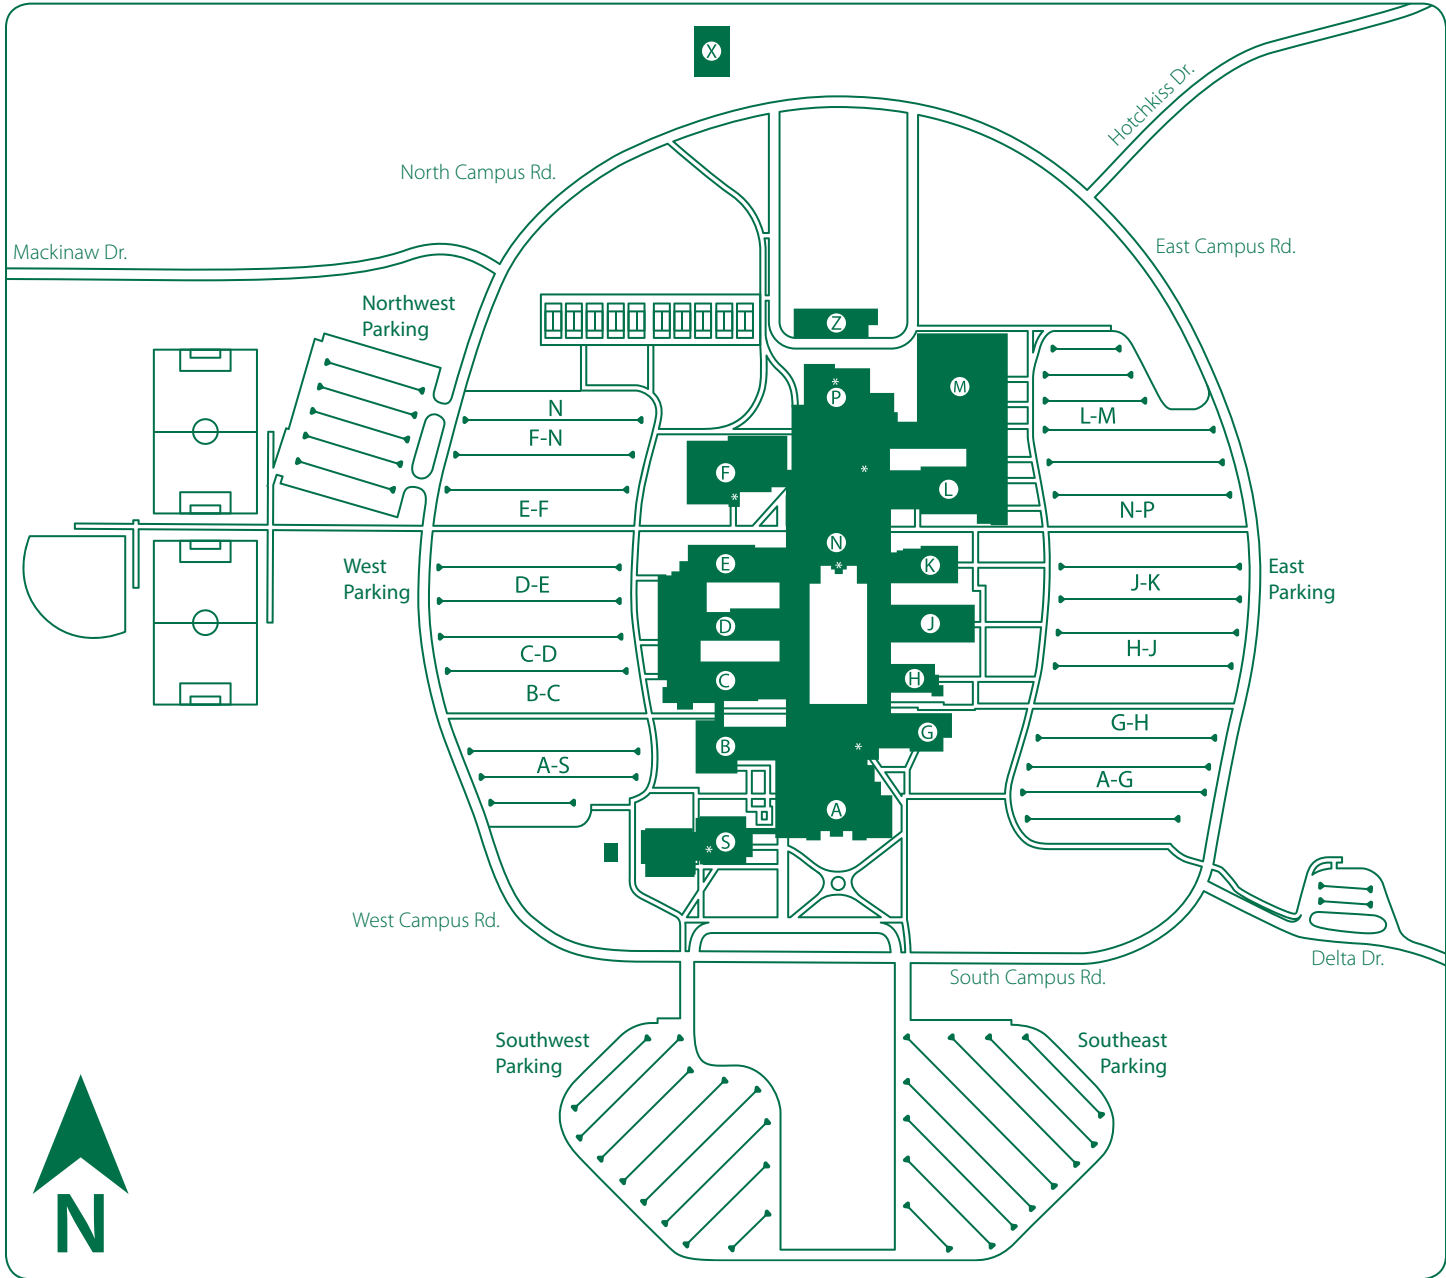 X
Hotchkiss Dr.
North Campus Rd.
East Campus Rd.
Mackinaw Dr.
Northwest
Parking
Z
M
*
P
N
L-M
F-N
*
F
L
*
E-F
N-P
N
E
*
K
West
Parking
East
Parking
D-E
J-K
D
J
C-D
H-J
C
H
B-C
G-H
B
*
G
A-S
A-G
A
S
*
West Campus Rd.
Delta Dr.
South Campus Rd.
Southwest
Parking
Southeast
Parking
N